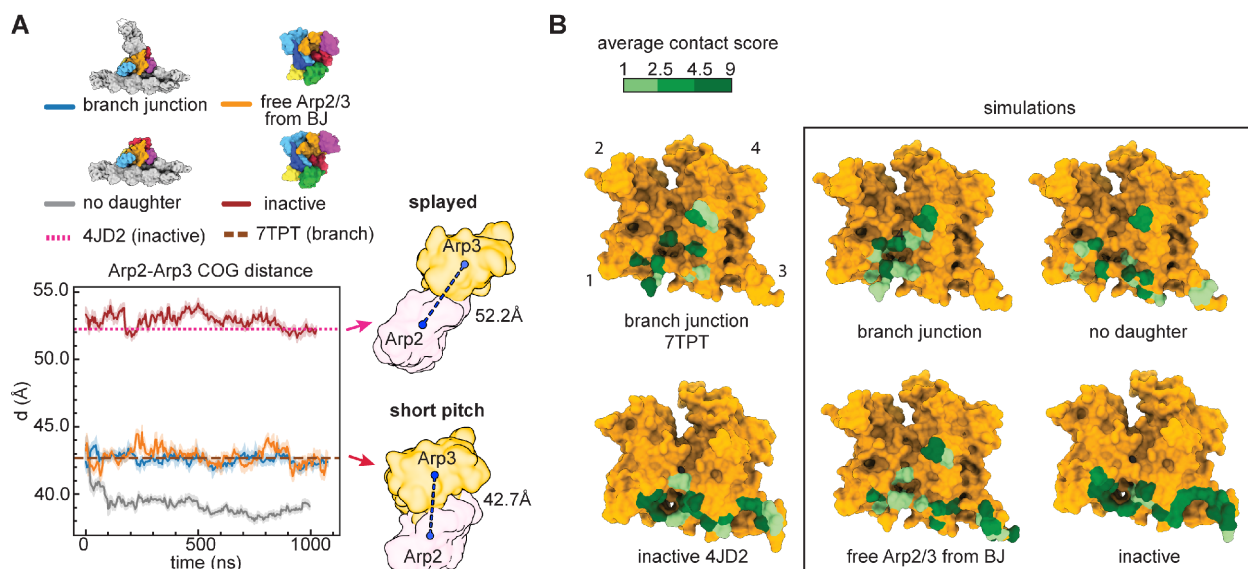 A
branch junction
free Arp2/3
from BJ
no daughter
inactive
4JD2 (inactive)
7TPT (branch)
Arp2-Arp3 COG distance
55.0
50.0
45.0
40.0
d (Å)
0
500
1000
time (ns)
splayed
Arp3
52.2Å
Arp2
short pitch
Arp3
42.7Å
Arp2
B
average contact score
1 2.5 4.5 9
simulations
2
4
1
3
branch junction
7TPT
branch junction
no daughter
inactive 4JD2
free Arp2/3 from BJ
inactive